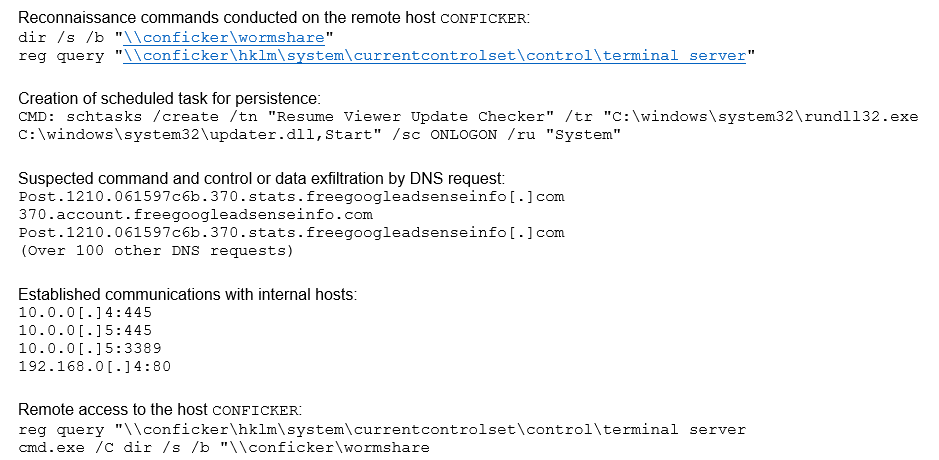 Reconnaissance commands conducted on the remote host CONFICKER:
dir /s /b "\\conficker\wormshare"
reg query "\\conficker\hklm\system\currentcontrolset\control\terminal server"
Creation of scheduled task for persistence:
CMD: schtasks /create /tn "Resume Viewer Update Checker" /tr "C:\windows\system32\rundll32.exe
C:\windows\system32\updater.dll,Start" /sc ONLOGON /ru "System"
Suspected command and control or data exfiltration by DNS request:
Post.1210.061597c6b.370.stats.freegoogleadsenseinfo[.]com
370.account.freegoogleadsenseinfo.com
Post.1210.061597c6b.370.stats.freegoogleadsenseinfo[.]com
(Over 100 other DNS requests)
Established communications with internal hosts:
10.0.0[.]4:445
10.0.0[.]5:445
10.0.0[.]5:3389
192.168.0[.]4:80
Remote access to the host CONFICKER:
reg query "\\conficker\hklm\system\currentcontrolset\control\terminal server
cmd.exe /C dir /s /b "\\conficker\wormshare